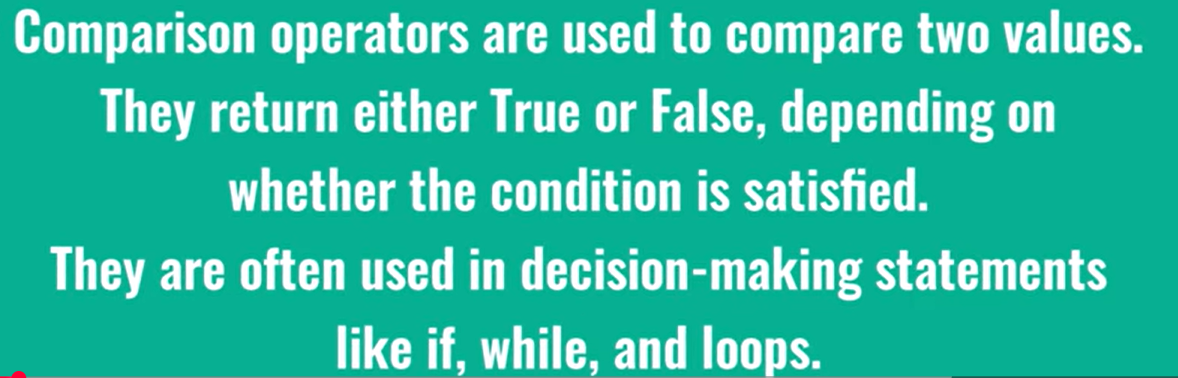 Comparison operators are used to compare two values.
They return either True or False, depending on
whether the condition is satisfied.
They are often used in decision-making statements
like if, while, and loops.